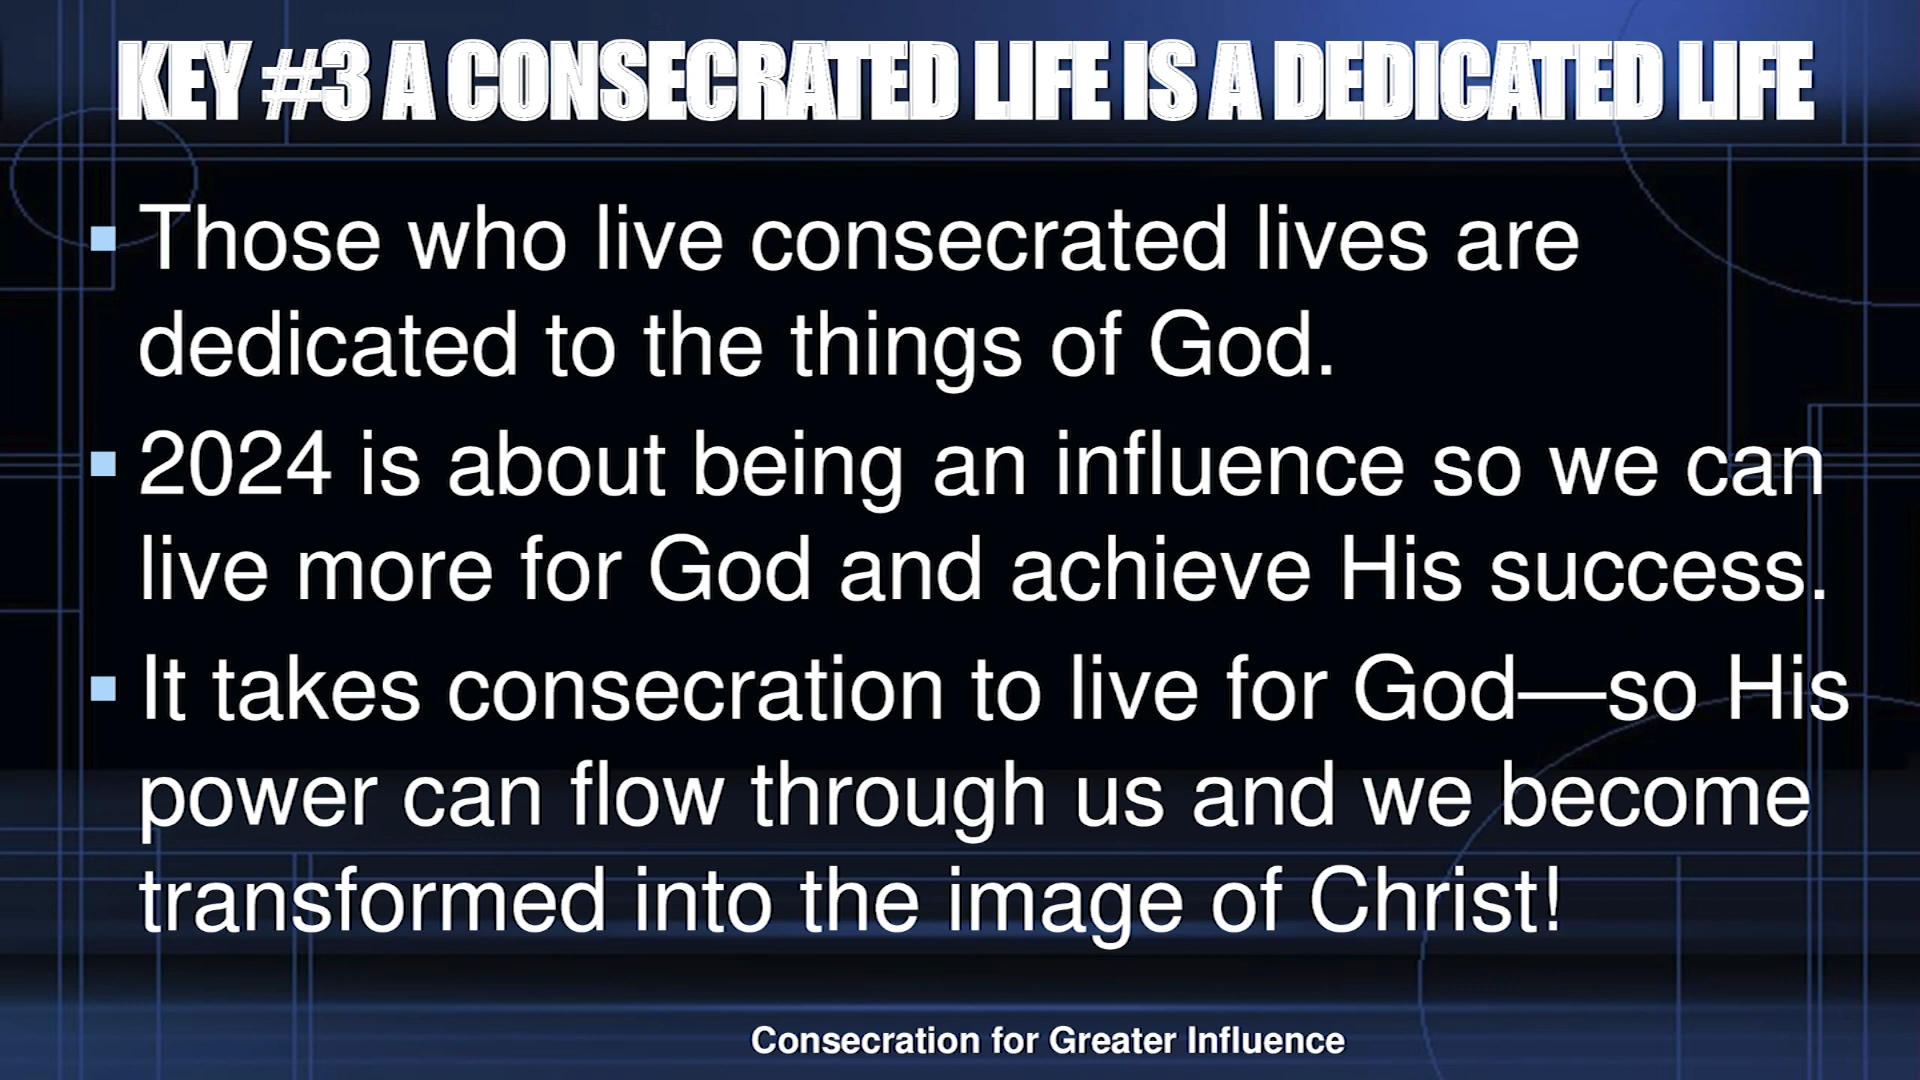 KEY #3 A CONSECRATED LIFE IS A DEDICATED LIFE
▪ Those who live consecrated lives are
dedicated to the things of God.
▪ 2024 is about being an influence so we can
live more for God and achieve His success.
▪ It takes consecration to live for God—so His
power can flow through us and we become
transformed into the image of Christ!
Consecration for Greater Influence